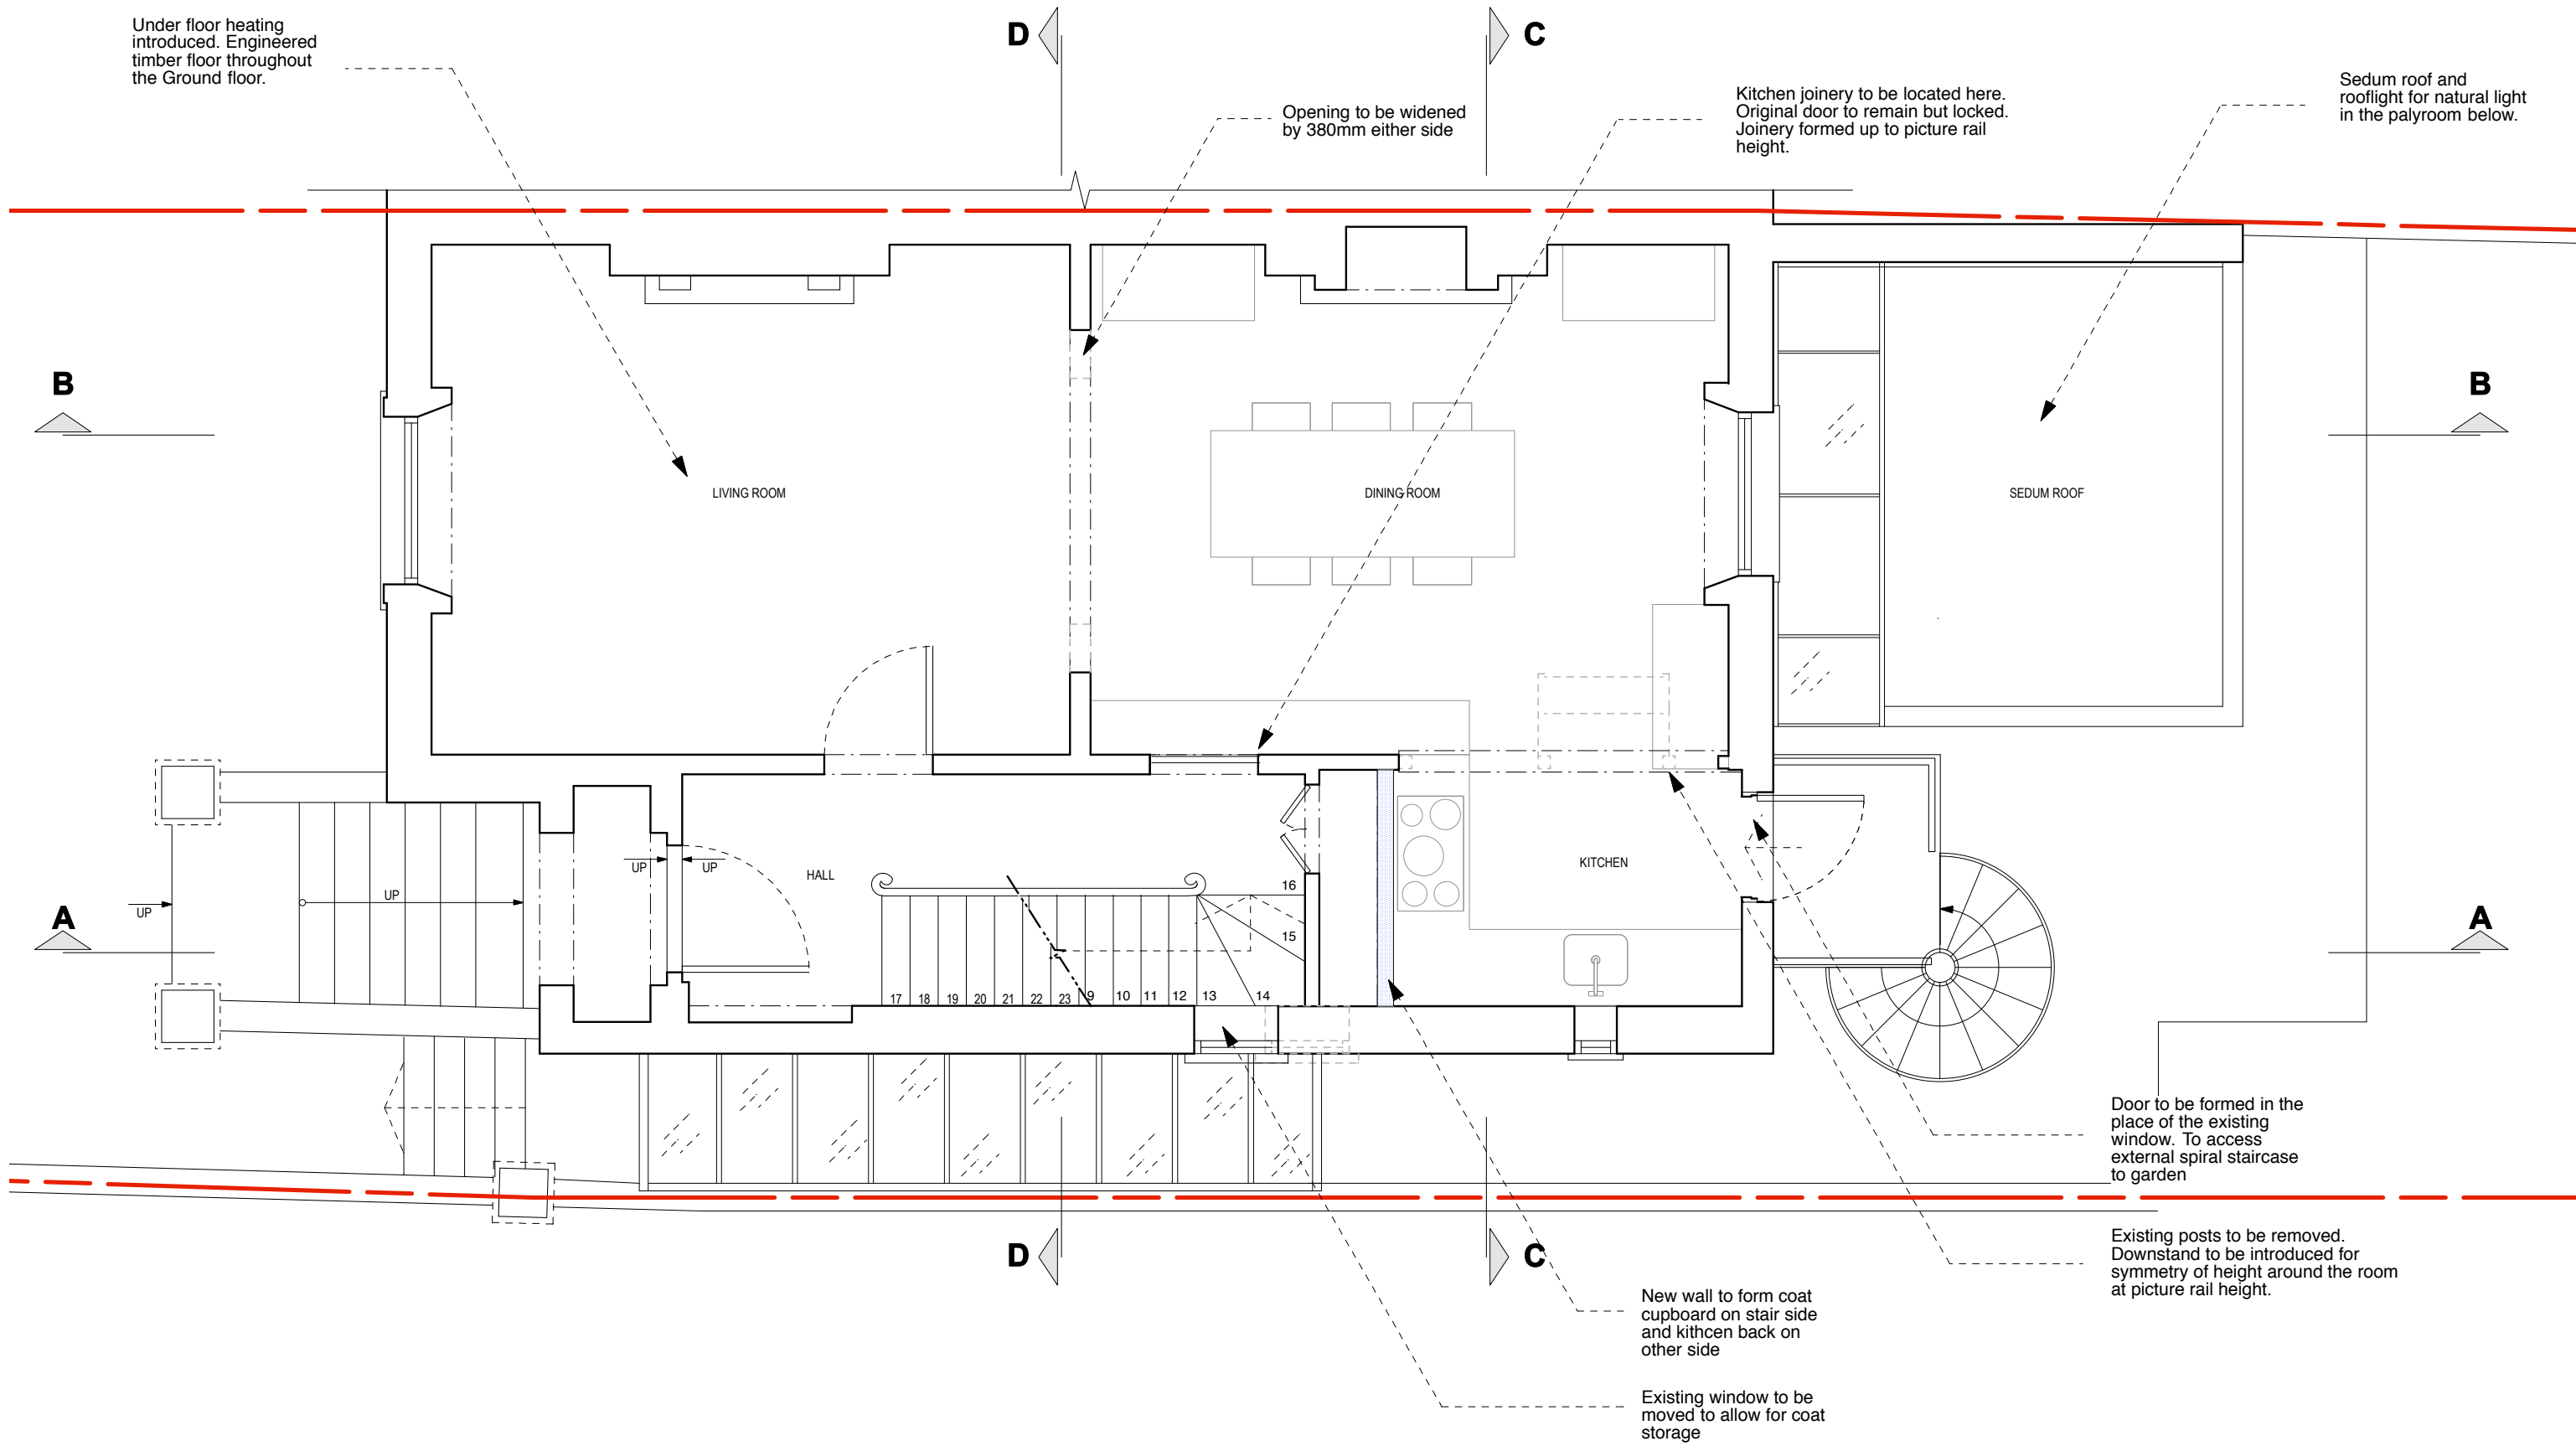 Under floor heating
introduced. Engineered
timber floor throughout
the Ground floor.
D
C
Opening to be widened
by 380mm either side
Kitchen joinery to be located here.
Original door to remain but locked.
Joinery formed up to picture rail
height.
Sedum roof and
rooflight for natural light
in the palyroom below.
B
B
LIVING ROOM
DINING ROOM
SEDUM ROOF
UP
UP
UP
UP
HALL
KITCHEN
A
A
16
15
17 18 19 20 21 22 23 9 10 11 12 13 14
Door to be formed in the
place of the existing
window. To access
external spiral staircase
to garden
D
C
Existing posts to be removed.
Downstand to be introduced for
symmetry of height around the room
at picture rail height.
New wall to form coat
cupboard on stair side
and kithcen back on
other side
Existing window to be
moved to allow for coat
storage